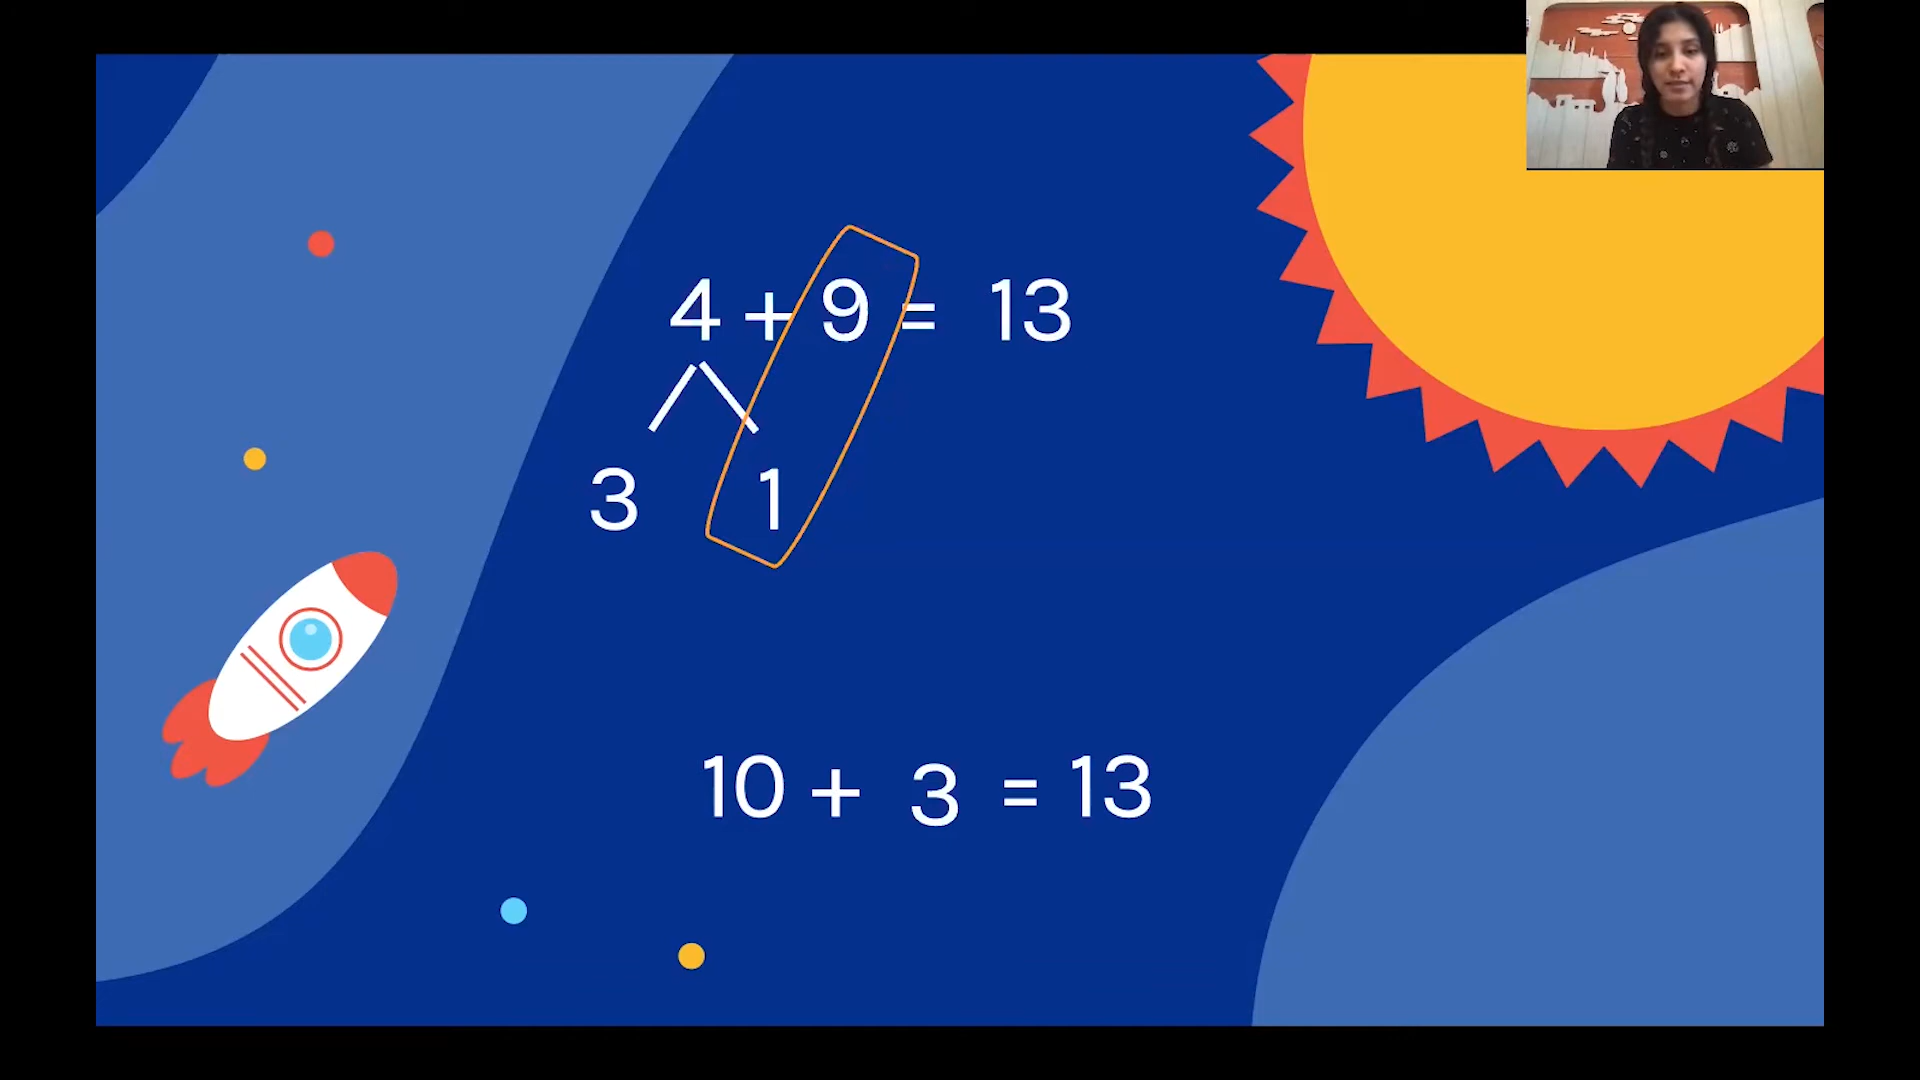 4 + 9 = 13
3 1
10 + 3 = 13